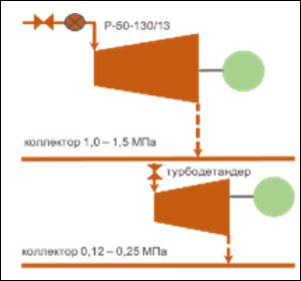 Р-50-130/13
коллектор 1,0 – 1,5 МПа
турбодетандер
коллектор 0,12 – 0,25 МПа